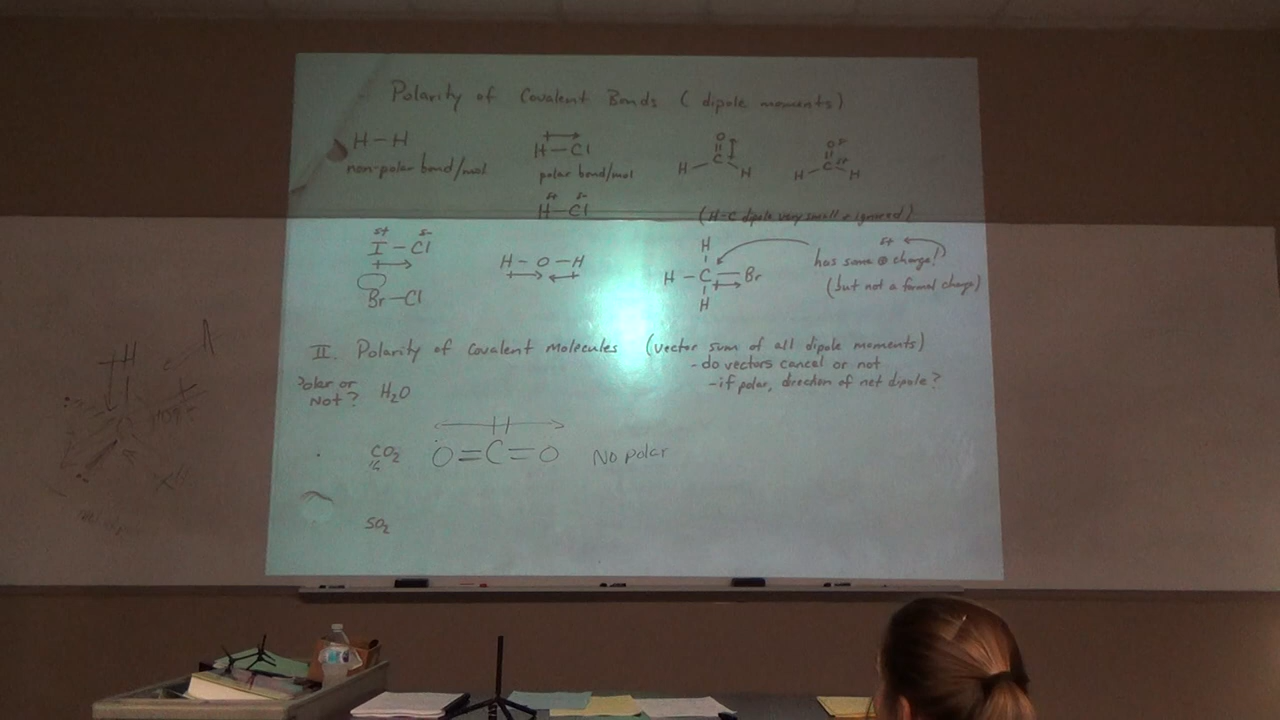 Polarity of Covalent Bonds (dipole moments)
H-H
non-polar bond/mol
H-Cl
polar bond/mol
δ+ δ-
H-Cl
O
C
H H
O
C
H H
(H-C dipole very small & ignored)
δ+ δ-
I-Cl
Br-Cl
H-O-H
H
H-C-Br
H
δ+
has some ⊕ charge!
(but not a formal charge)
II. Polarity of Covalent Molecules (vector sum of all dipole moments)
- do vectors cancel or not
- if polar, direction of net dipole?
Polar or
Not? H2O
CO2 O=C=O No polar
SO2